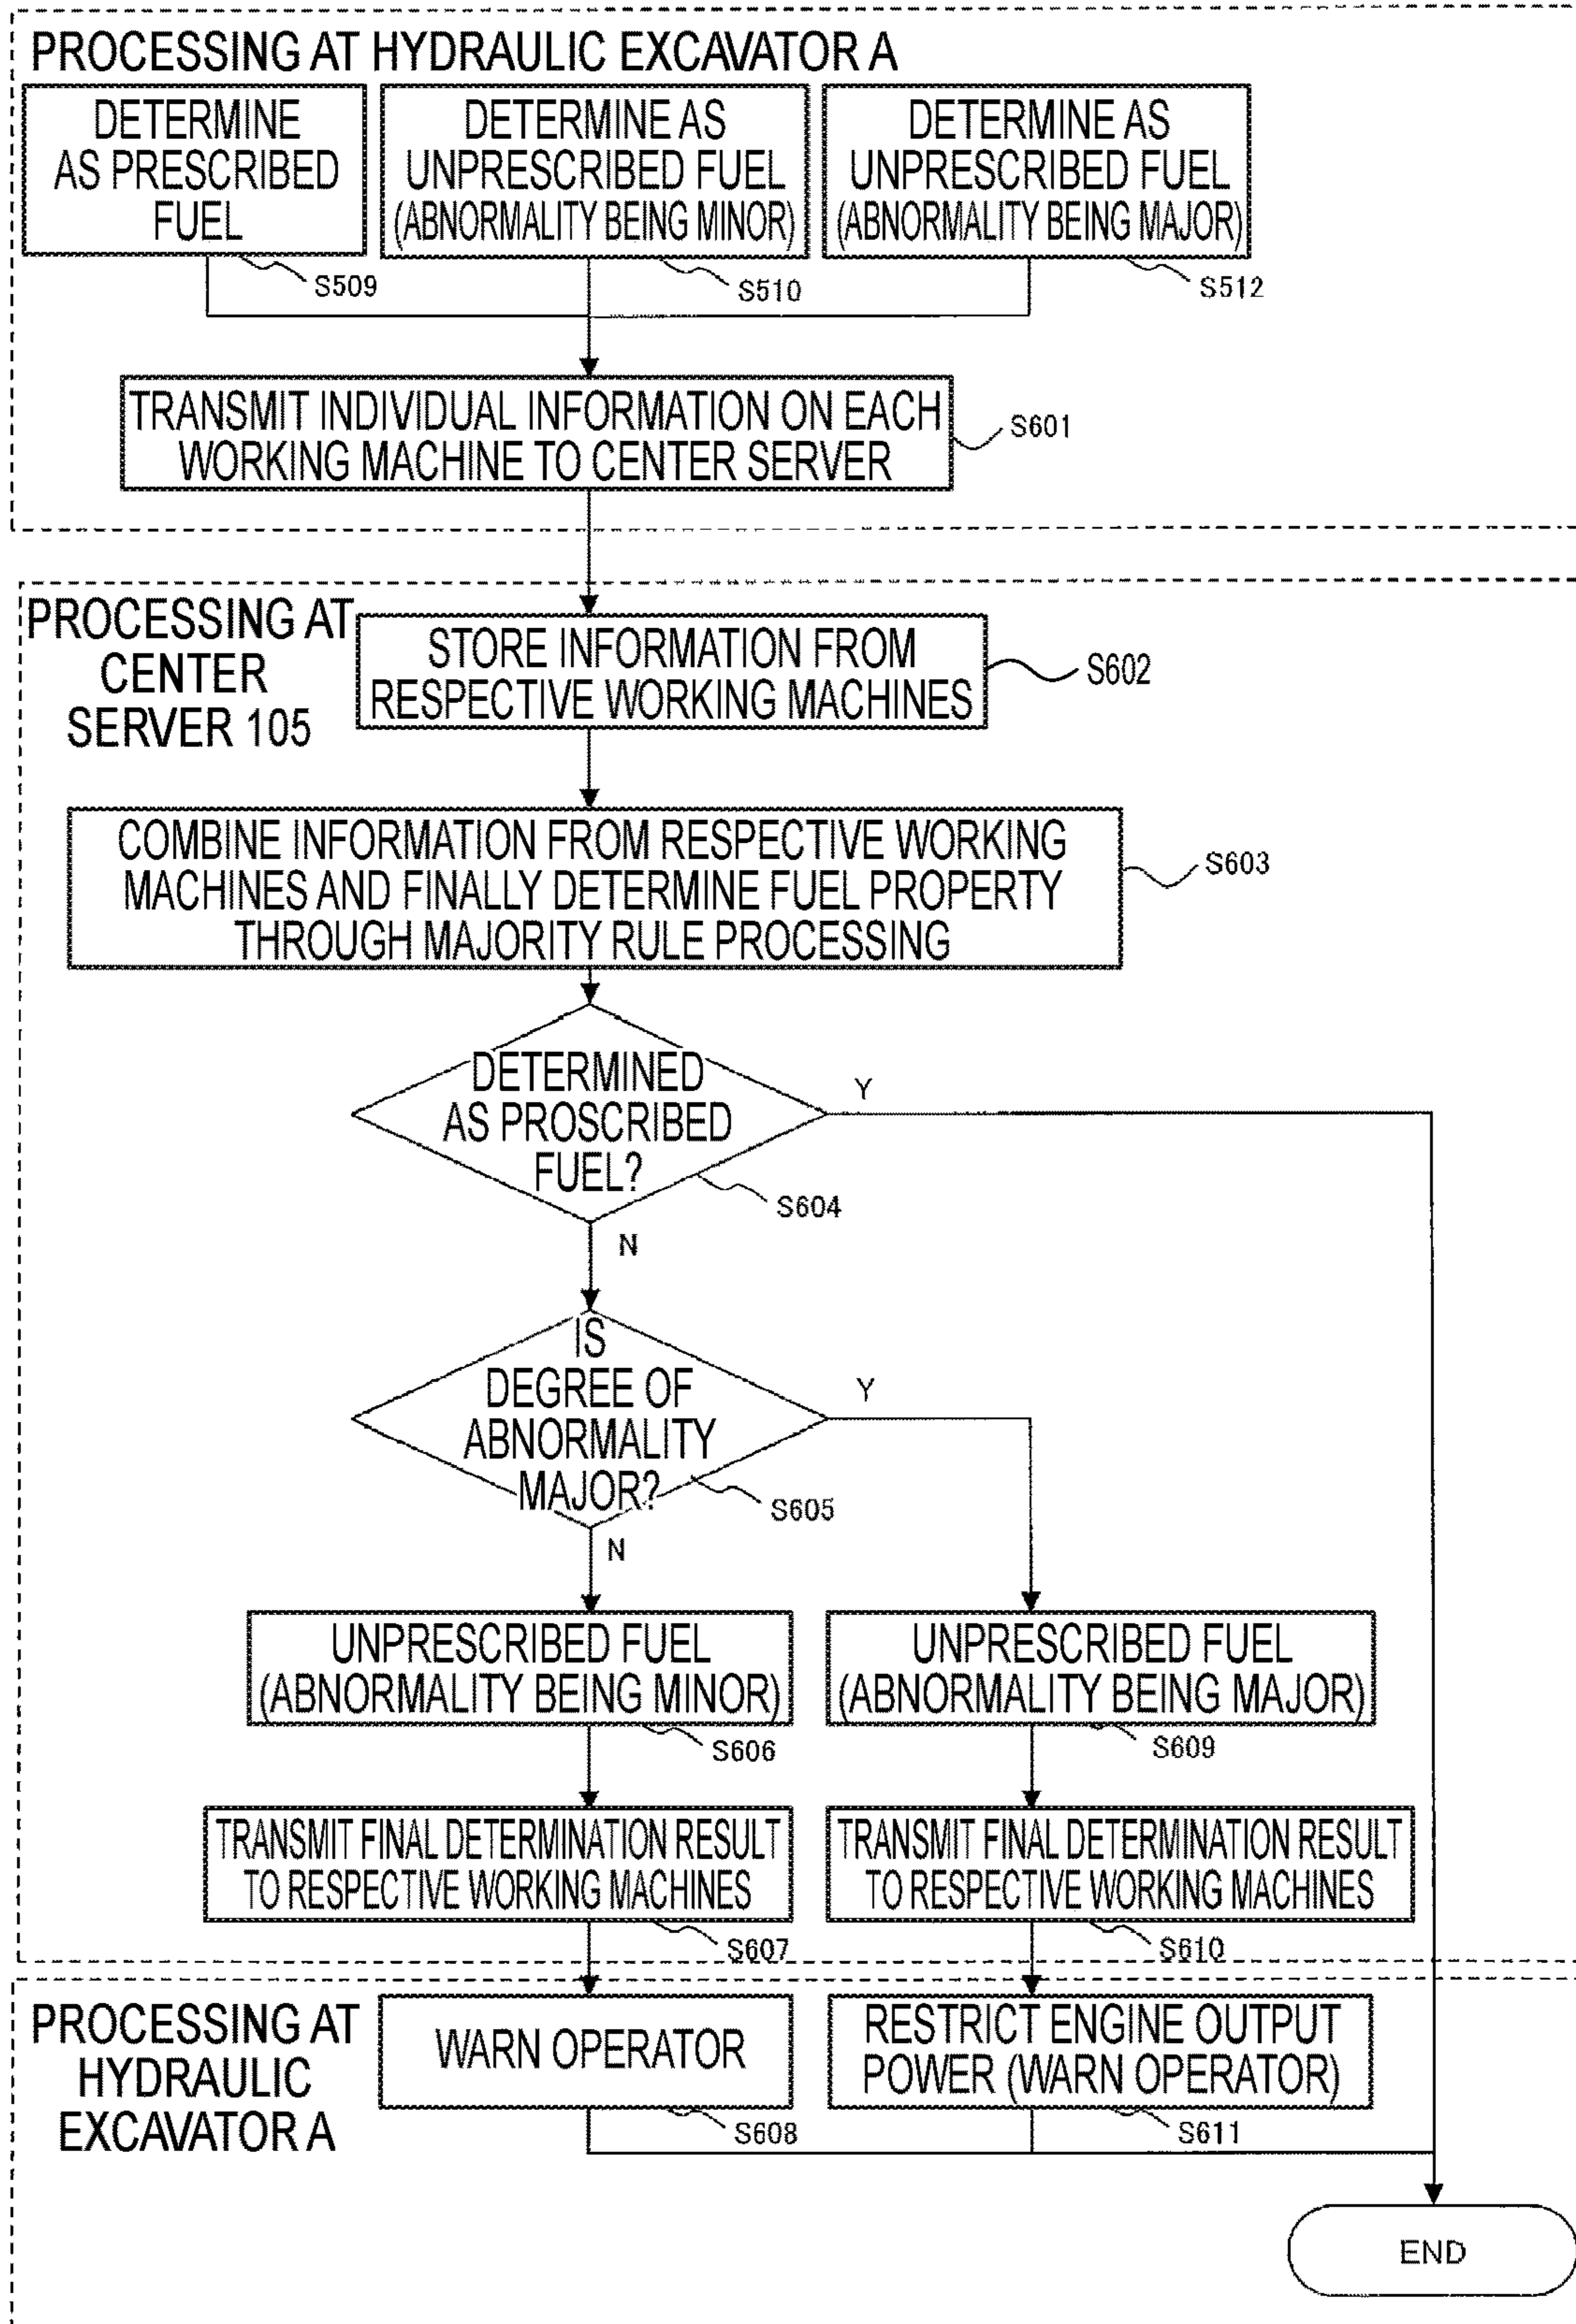 PROCESSING AT HYDRAULIC EXCAVATOR A
DETERMINE
AS PRESCRIBED
FUEL
S509
DETERMINE AS
UNPRESCRIBED FUEL
(ABNORMALITY BEING MINOR)
S510
DETERMINE AS
UNPRESCRIBED FUEL
(ABNORMALITY BEING MAJOR)
S512
TRANSMIT INDIVIDUAL INFORMATION ON EACH
WORKING MACHINE TO CENTER SERVER
S601
PROCESSING AT
CENTER
SERVER 105
STORE INFORMATION FROM
RESPECTIVE WORKING MACHINES
S602
COMBINE INFORMATION FROM RESPECTIVE WORKING
MACHINES AND FINALLY DETERMINE FUEL PROPERTY
THROUGH MAJORITY RULE PROCESSING
S603
DETERMINED
AS PROSCRIBED
FUEL?
S604
Y
N
IS
DEGREE OF
ABNORMALITY
MAJOR?
S605
Y
N
UNPRESCRIBED FUEL
(ABNORMALITY BEING MINOR)
S606
UNPRESCRIBED FUEL
(ABNORMALITY BEING MAJOR)
S609
TRANSMIT FINAL DETERMINATION RESULT
TO RESPECTIVE WORKING MACHINES
S607
TRANSMIT FINAL DETERMINATION RESULT
TO RESPECTIVE WORKING MACHINES
S610
PROCESSING AT
HYDRAULIC
EXCAVATOR A
WARN OPERATOR
S608
RESTRICT ENGINE OUTPUT
POWER (WARN OPERATOR)
S611
END